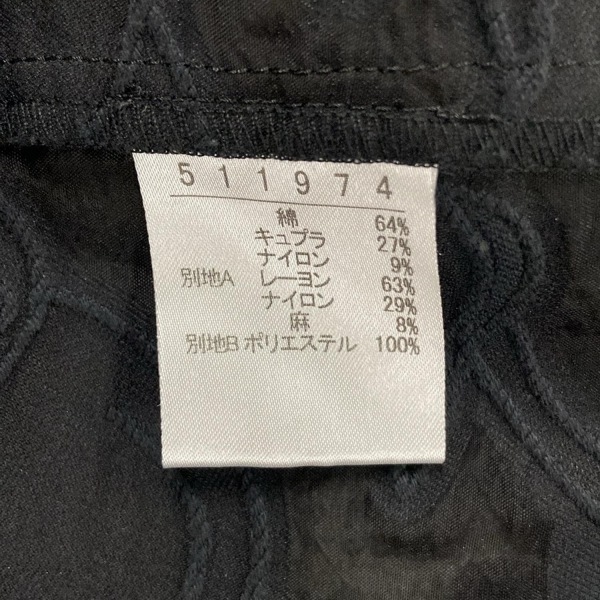 511974
綿 64%
キュプラ 27%
ナイロン 9%
別地A レーヨン 63%
ナイロン 29%
麻 8%
別地B ポリエステル 100%